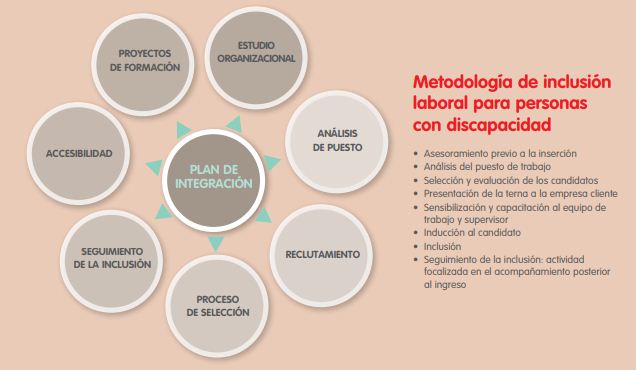 PROYECTOS
DE FORMACIÓN
ESTUDIO
ORGANIZACIONAL
ANÁLISIS
DE PUESTO
ACCESIBILIDAD
PLAN DE
INTEGRACIÓN
SEGUIMIENTO
DE LA INCLUSIÓN
RECLUTAMIENTO
PROCESO
DE SELECCIÓN
Metodología de inclusión
laboral para personas
con discapacidad
• Asesoramiento previo a la inserción
• Análisis del puesto de trabajo
• Selección y evaluación de los candidatos
• Presentación de la terna a la empresa cliente
• Sensibilización y capacitación al equipo de
trabajo y supervisor
• Inducción al candidato
• Inclusión
• Seguimiento de la inclusión: actividad
focalizada en el acompañamiento posterior
al ingreso